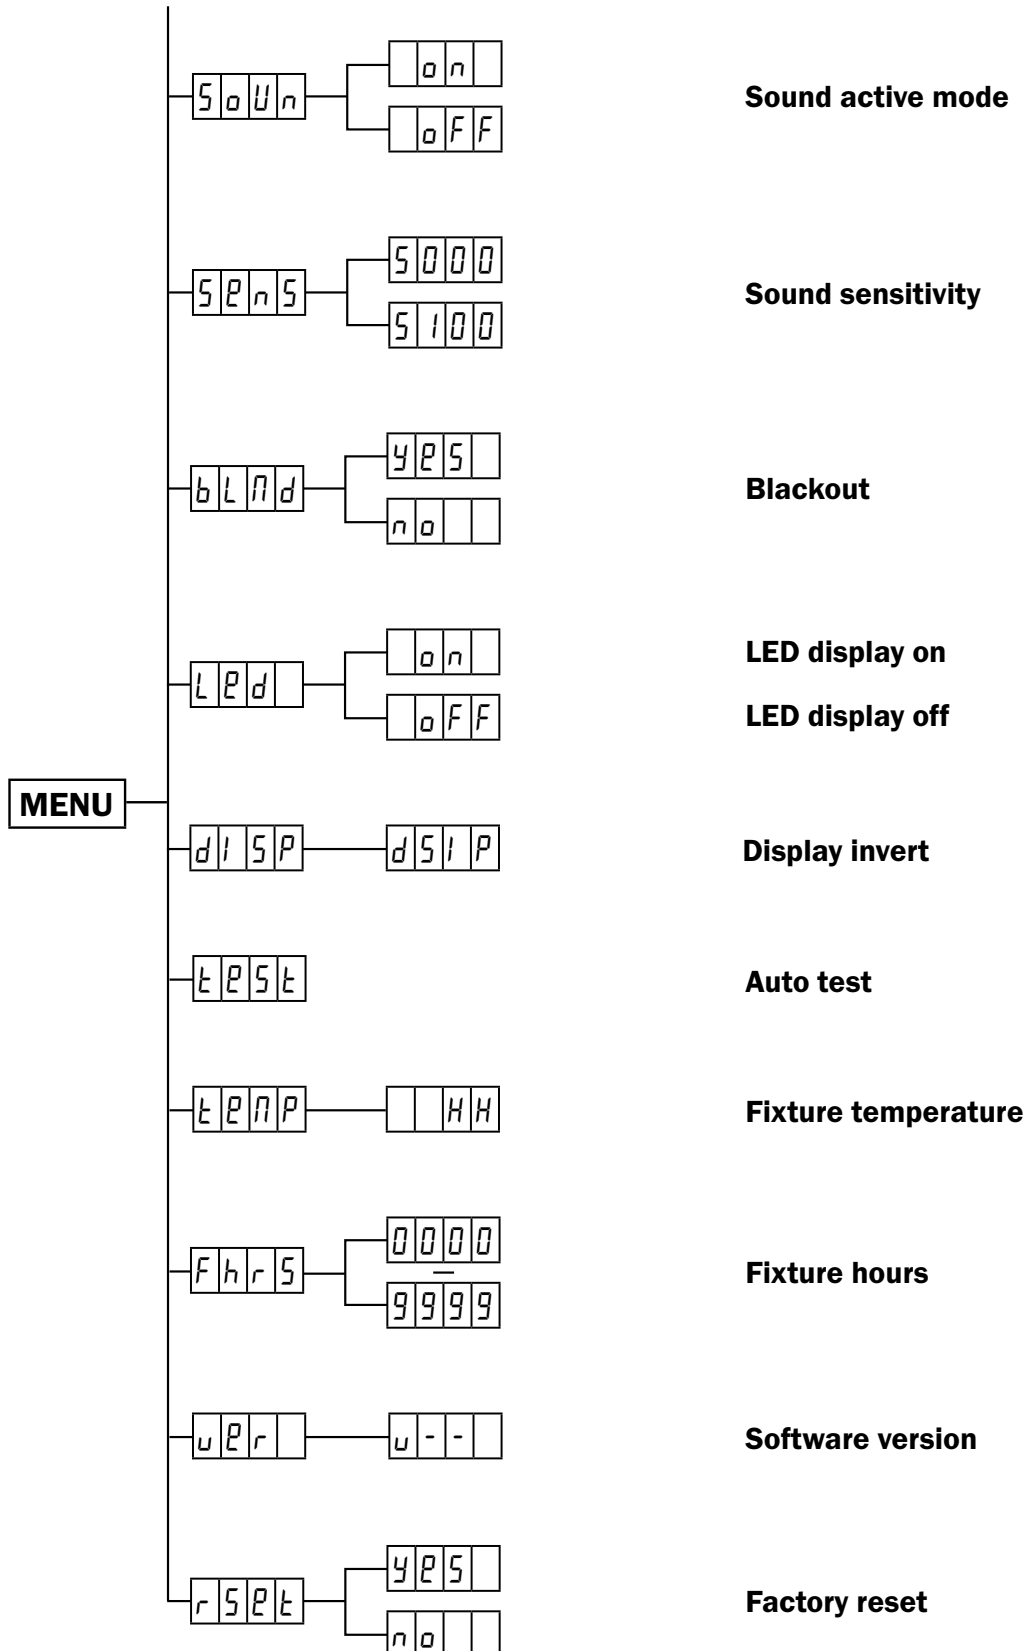 on
SoUn Sound active mode
oFF
S000
SenS Sound sensitivity
S100
yes
bLMd Blackout
no
on LED display on
Led
oFF LED display off
MENU
dISP dSIP Display invert
test Auto test
teMP HH Fixture temperature
0000
—
FhrS Fixture hours
9999
ver v-- Software version
yeS
rSet Factory reset
no